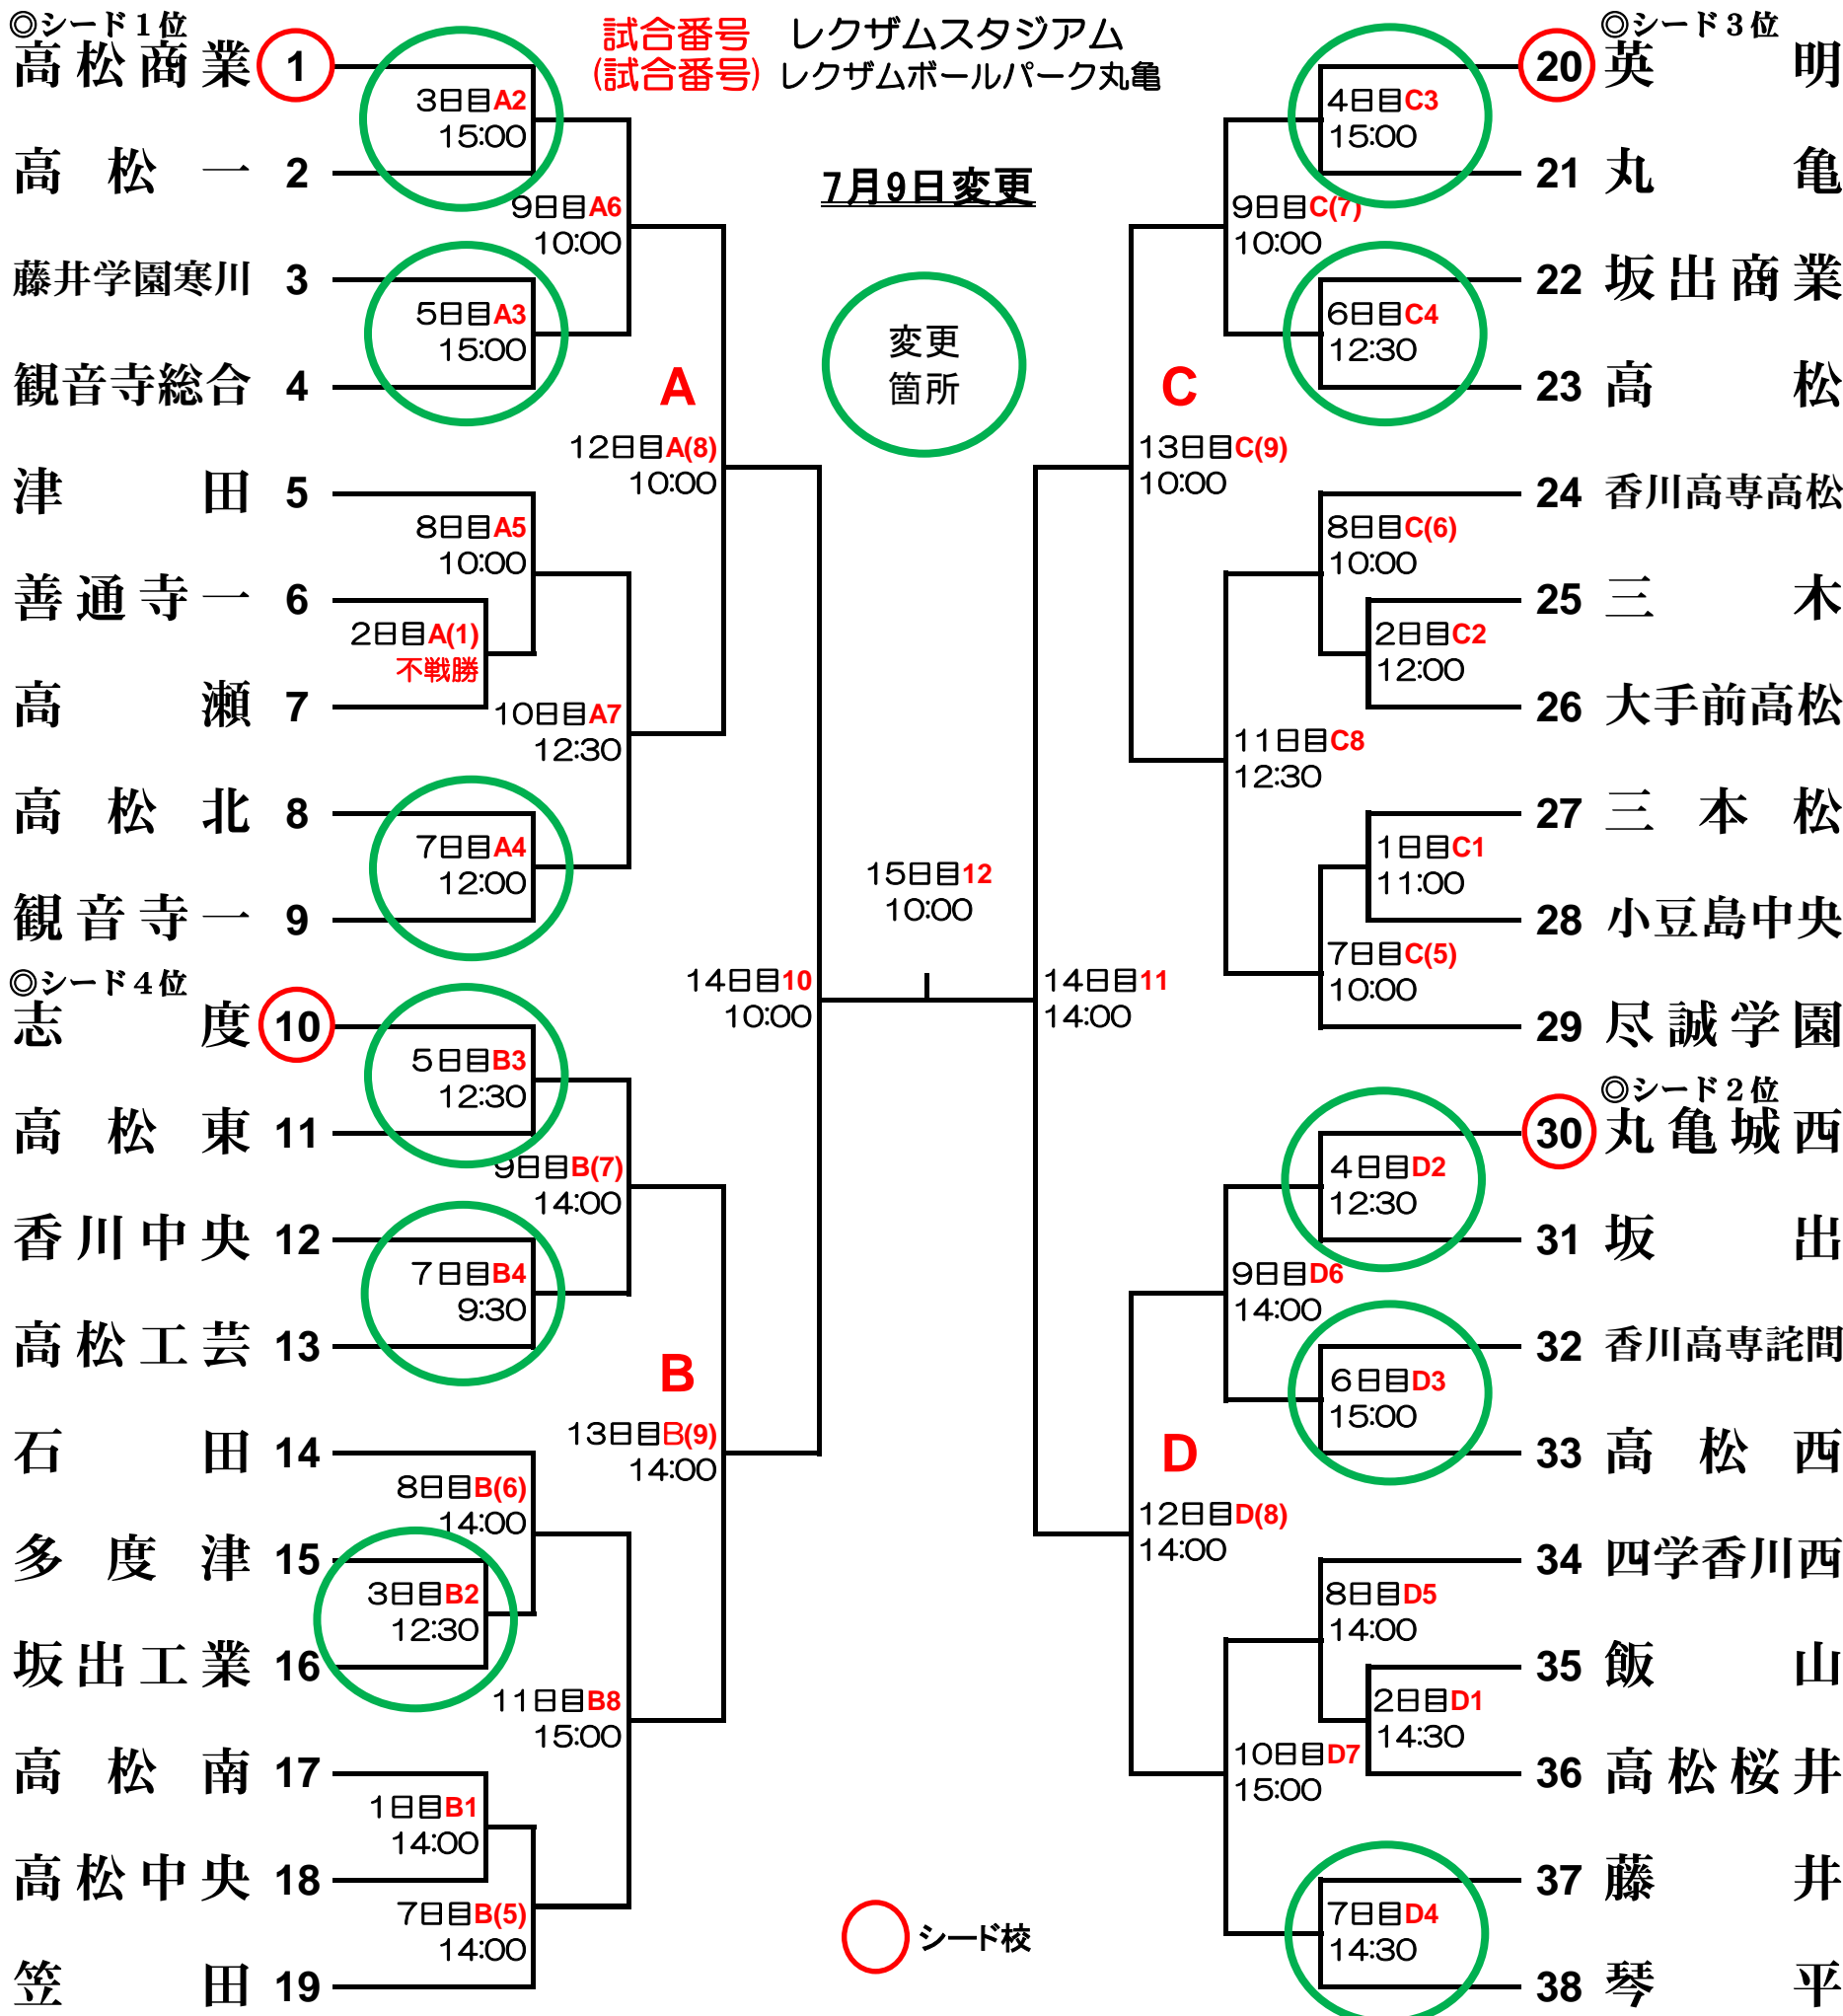 ◎シード１位
高松商業 1
高松一 2
藤井学園寒川 3
観音寺総合 4
津田 5
善通寺一 6
高瀬 7
高松北 8
観音寺一 9
◎シード４位
志度 10
高松東 11
香川中央 12
高松工芸 13
石田 14
多度津 15
坂出工業 16
高松南 17
高松中央 18
笠田 19
3日目A2
15:00
9日目A6
10:00
5日目A3
15:00
A
12日目A(8)
10:00
8日目A5
10:00
2日目A(1)
不戦勝
10日目A7
12:30
7日目A4
12:00
14日目10
10:00
5日目B3
12:30
9日目B(7)
14:00
7日目B4
9:30
B
13日目B(9)
14:00
8日目B(6)
14:00
3日目B2
12:30
11日目B8
15:00
1日目B1
14:00
7日目B(5)
14:00
試合番号 レクザムスタジアム
(試合番号) レクザムボールパーク丸亀
7月9日変更
変更
箇所
15日目12
10:00
シード校
4日目C3
15:00
9日目C(7)
10:00
6日目C4
12:30
C
13日目C(9)
10:00
8日目C(6)
10:00
2日目C2
12:00
11日目C8
12:30
1日目C1
11:00
7日目C(5)
10:00
14日目11
14:00
4日目D2
12:30
9日目D6
14:00
6日目D3
15:00
D
12日目D(8)
14:00
8日目D5
14:00
2日目D1
14:30
10日目D7
15:00
7日目D4
14:30
◎シード３位
20 英明
21 丸亀
22 坂出商業
23 高松
24 香川高専高松
25 三木
26 大手前高松
27 三本松
28 小豆島中央
29 尽誠学園
◎シード２位
30 丸亀城西
31 坂出
32 香川高専詫間
33 高松西
34 四学香川西
35 飯山
36 高松桜井
37 藤井
38 琴平